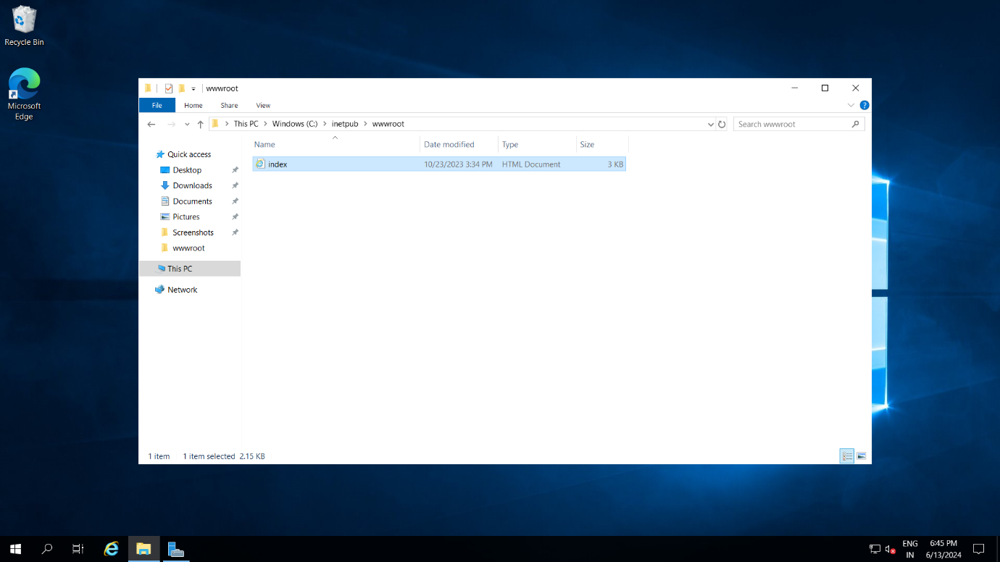 Recycle Bin
Microsoft
Edge
wwwroot
File Home Share View
This PC Windows (C:) inetpub wwwroot
Search wwwroot
Name Date modified Type Size
index 10/23/2023 3:34 PM HTML Document 3 KB
Quick access
Desktop
Downloads
Documents
Pictures
Screenshots
wwwroot
This PC
Network
1 item 1 item selected 2.15 KB
ENG 6:45 PM
IN 6/13/2024